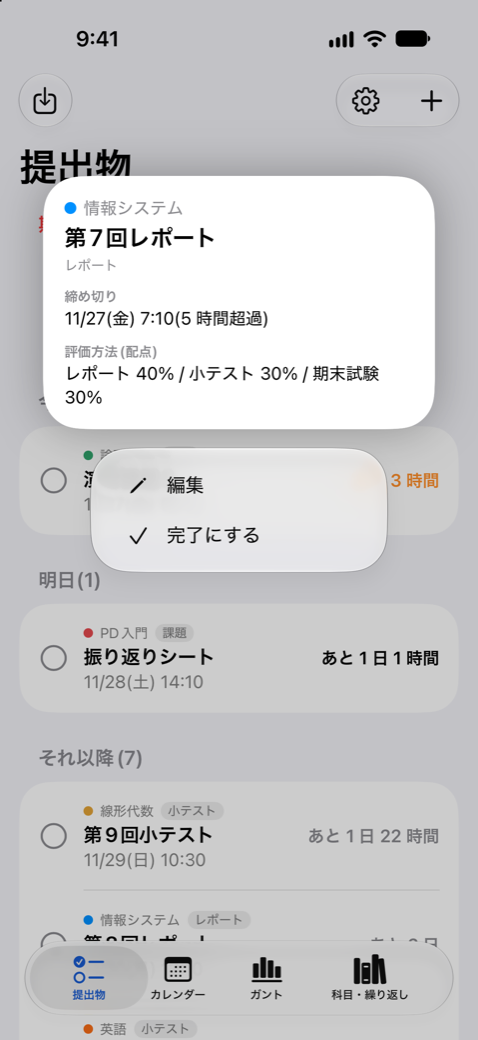 9:41
提出物
情報システム
第7回レポート
レポート
締め切り
11/27(金) 7:10(5 時間超過)
評価方法 (配点)
レポート 40% / 小テスト 30% / 期末試験
30%
3 時間
編集
完了にする
明日(1)
PD 入門 課題
振り返りシート
あと 1 日 1 時間
11/28(土) 14:10
それ以降 (7)
線形代数 小テスト
第9回小テスト
あと 1 日 22 時間
11/29(日) 10:30
情報システム レポート
提出物 カレンダー ガント 科目・繰り返し
英語 小テスト